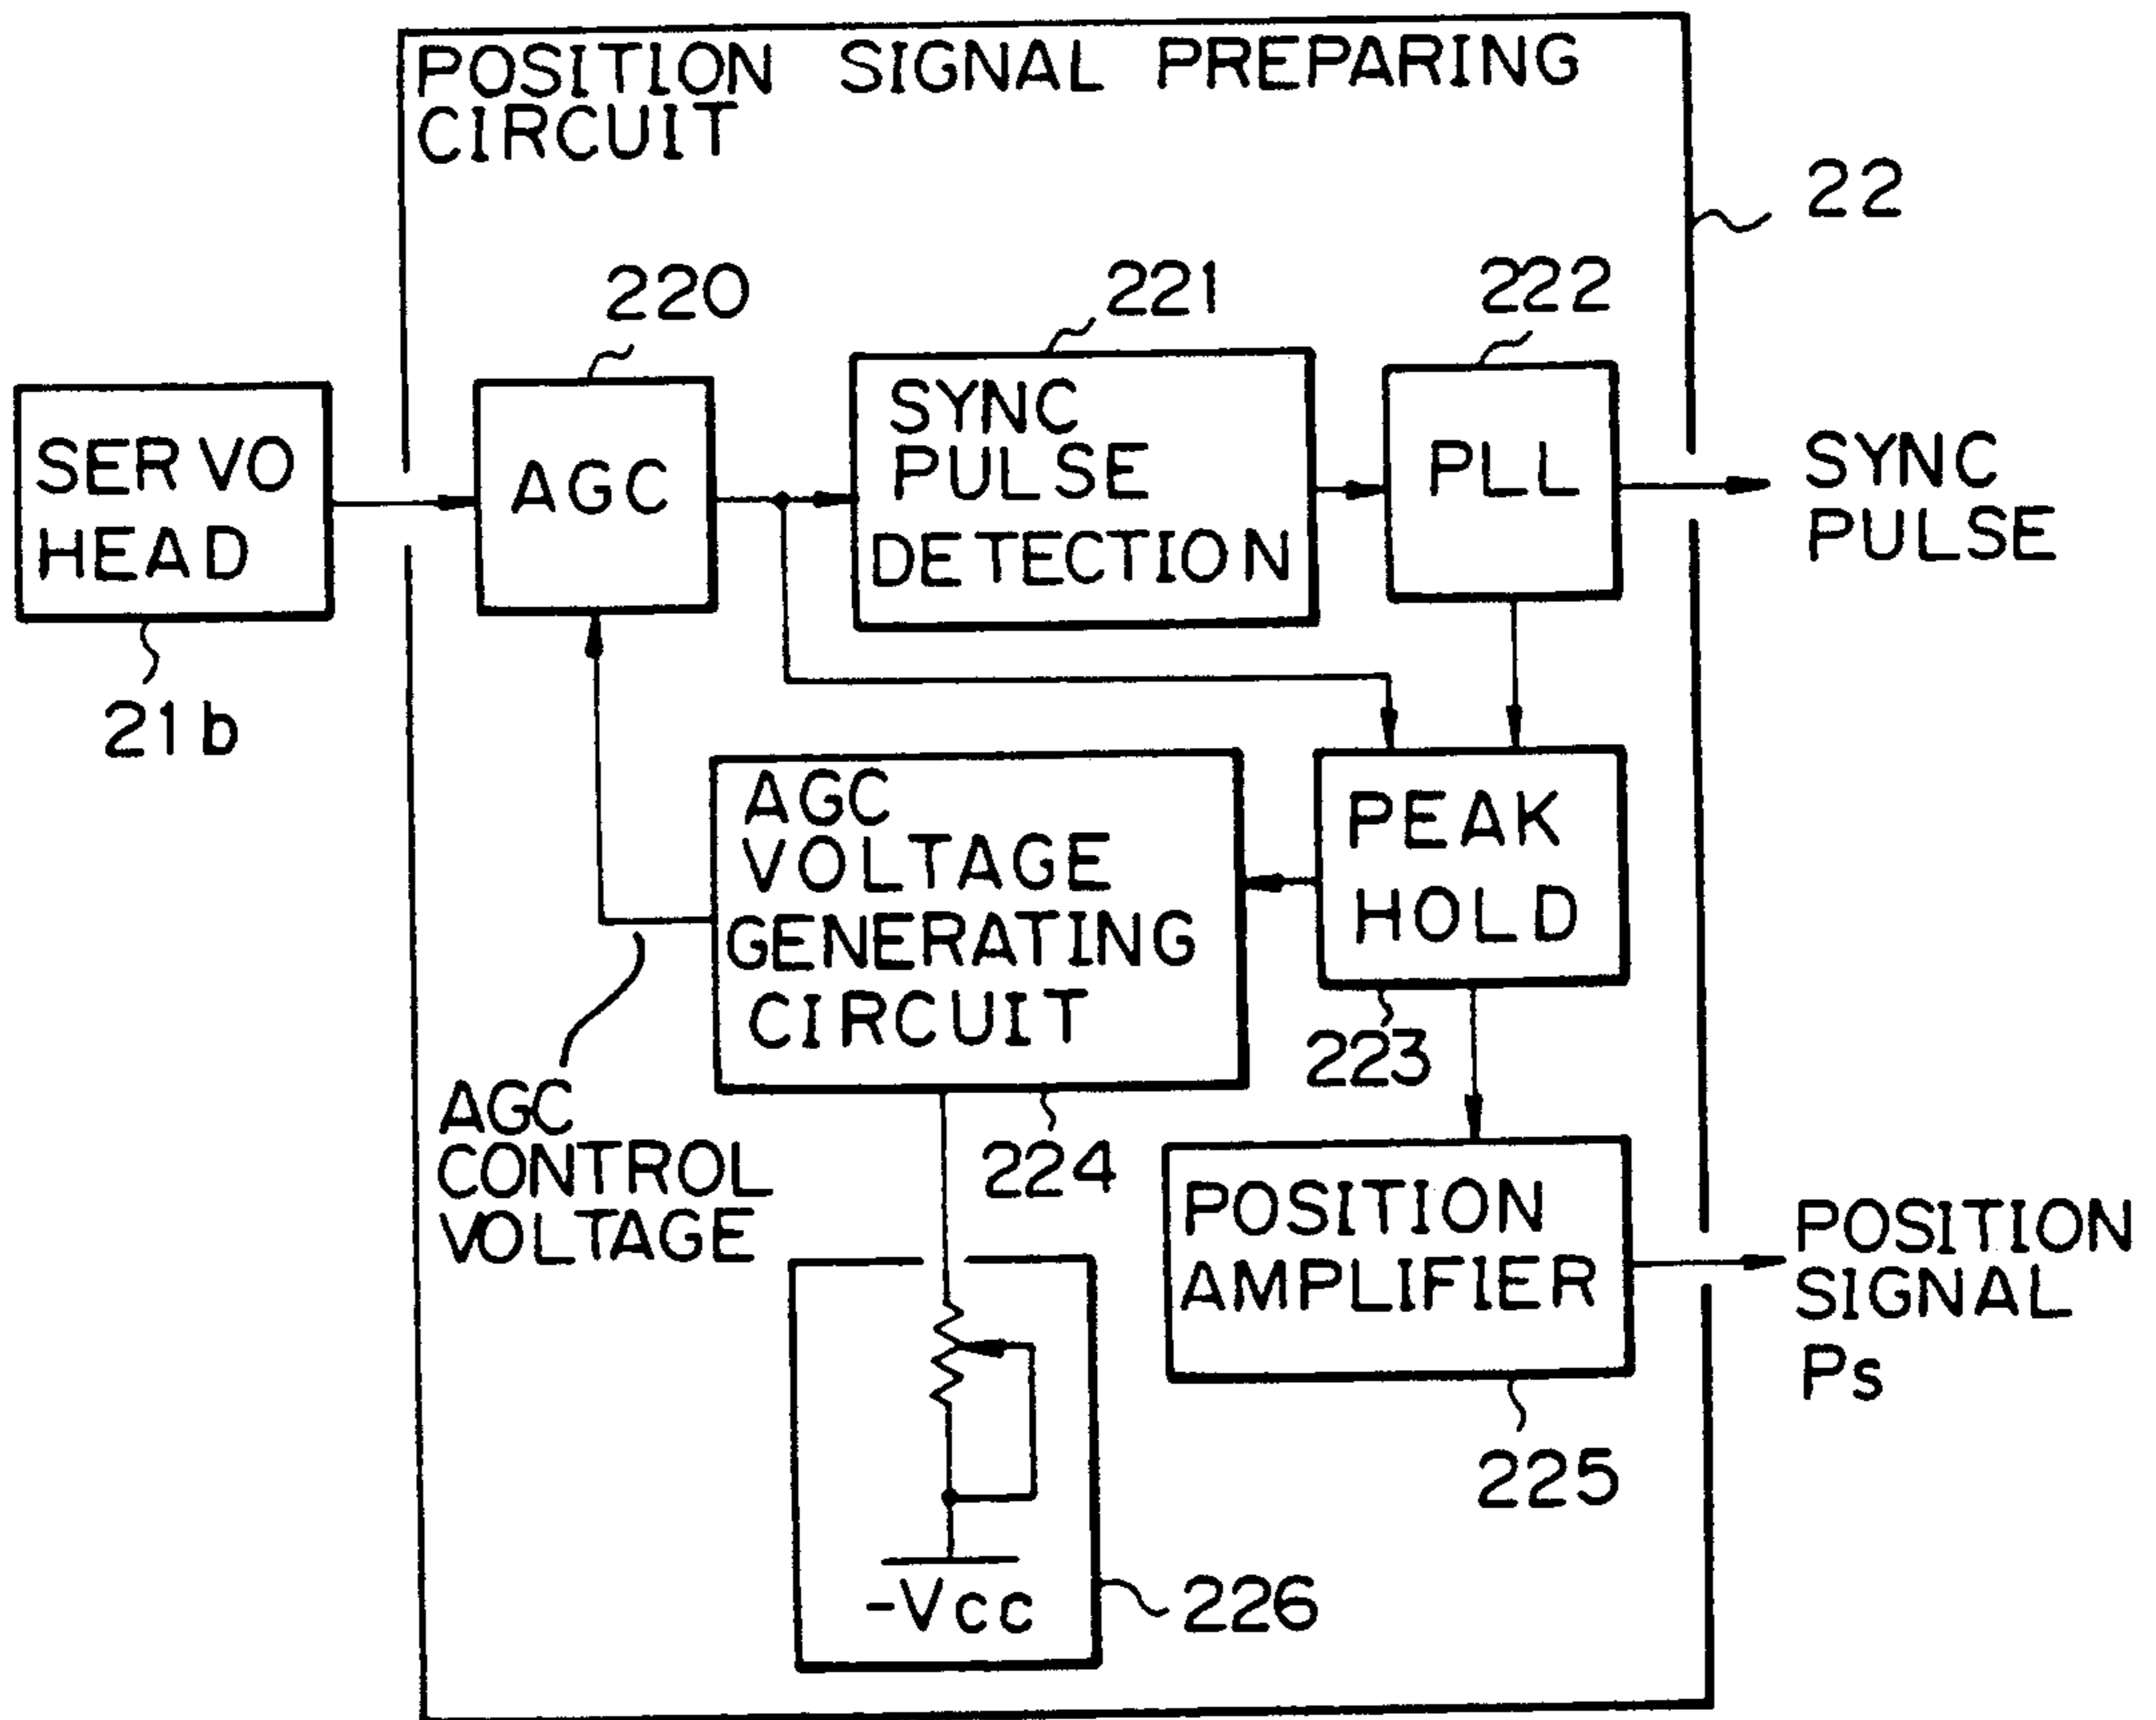 POSITION SIGNAL PREPARING
CIRCUIT
22
220
221
222
SERVO
HEAD
21b
AGC
SYNC
PULSE
DETECTION
PLL
SYNC
PULSE
AGC
VOLTAGE
GENERATING
CIRCUIT
PEAK
HOLD
223
AGC
CONTROL
VOLTAGE
224
POSITION
AMPLIFIER
POSITION
SIGNAL
Ps
225
-Vcc
226